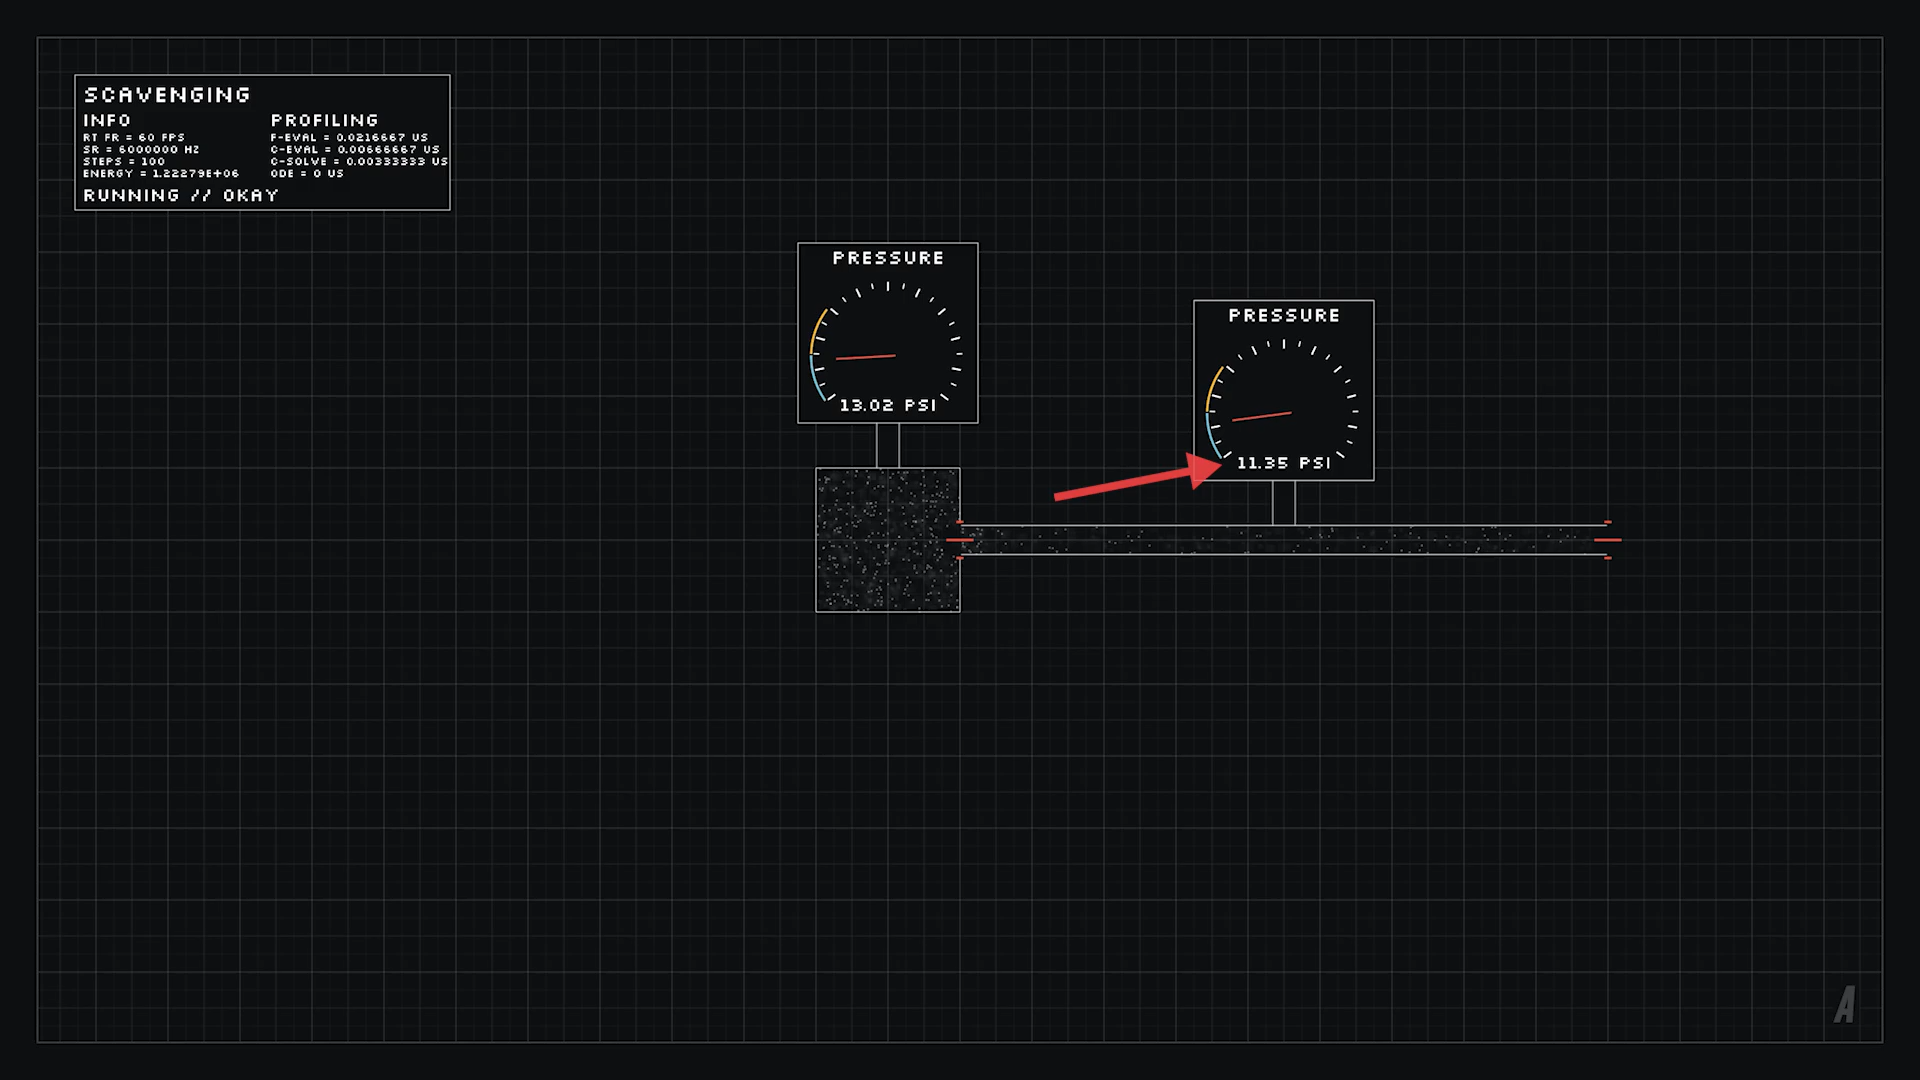 SCAVENGING
INFO
RT FR = 60 FPS
SR = 6000000 HZ
STEPS = 100
ENERGY = 1.22279E+06
PROFILING
F-EVAL = 0.0216667 US
C-EVAL = 0.00666667 US
C-SOLVE = 0.00333333 US
ODE = 0 US
RUNNING // OKAY
PRESSURE
13.02 PSI
PRESSURE
11.35 PSI
A